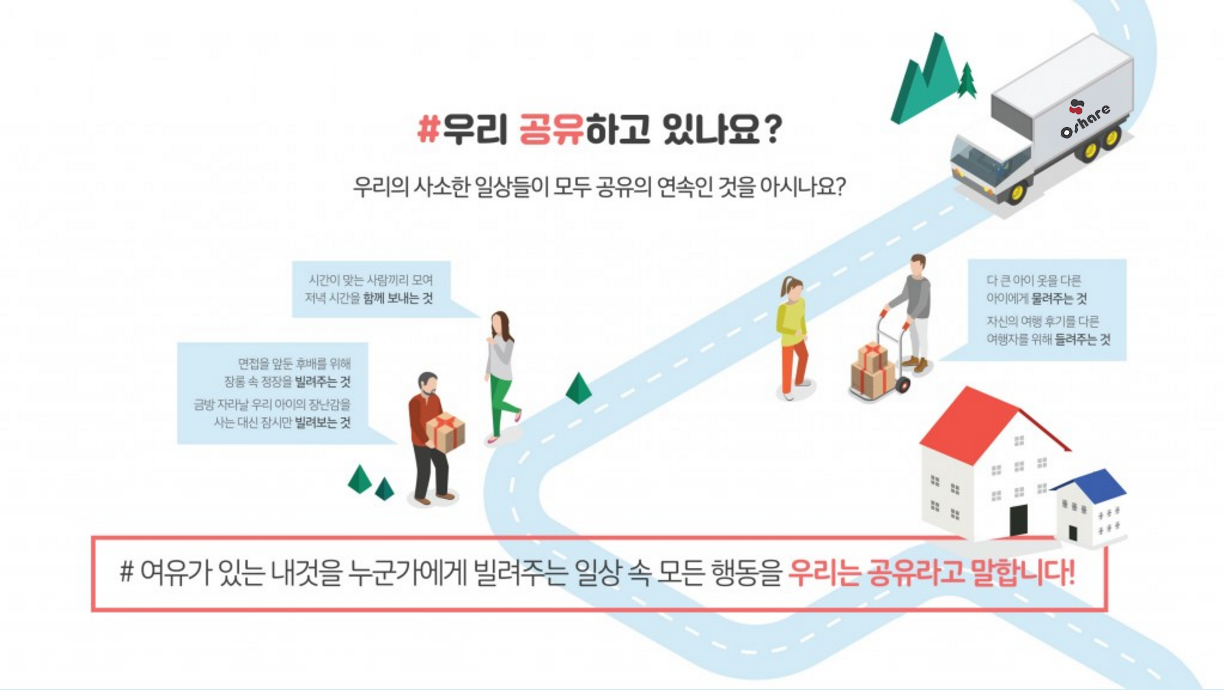 #우리 공유하고 있나요?
우리의 사소한 일상들이 모두 공유의 연속인 것을 아시나요?
Oshare
시간이 맞는 사람끼리 모여
저녁 시간을 함께 보내는 것
면접을 앞둔 후배를 위해
장롱 속 정장을 빌려주는 것
금방 자라날 우리 아이의 장난감을
사는 대신 잠시만 빌려보는 것
다 큰 아이 옷을 다른
아이에게 물려주는 것
자신의 여행 후기를 다른
여행자를 위해 들려주는 것
# 여유가 있는 내것을 누군가에게 빌려주는 일상 속 모든 행동을 우리는 공유라고 말합니다!